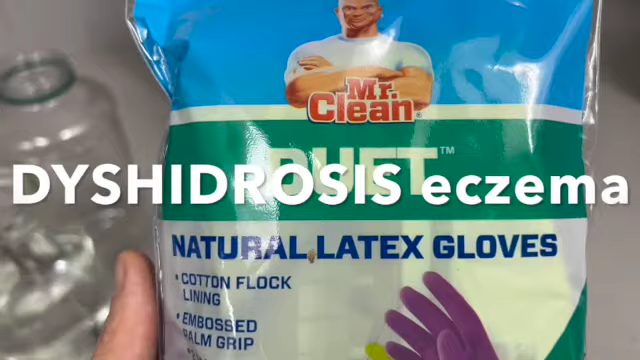 Mr.
Clean®
DUET™
DYSHIDROSIS eczema
NATURAL LATEX GLOVES
• COTTON FLOCK
LINING
• EMBOSSED
PALM GRIP